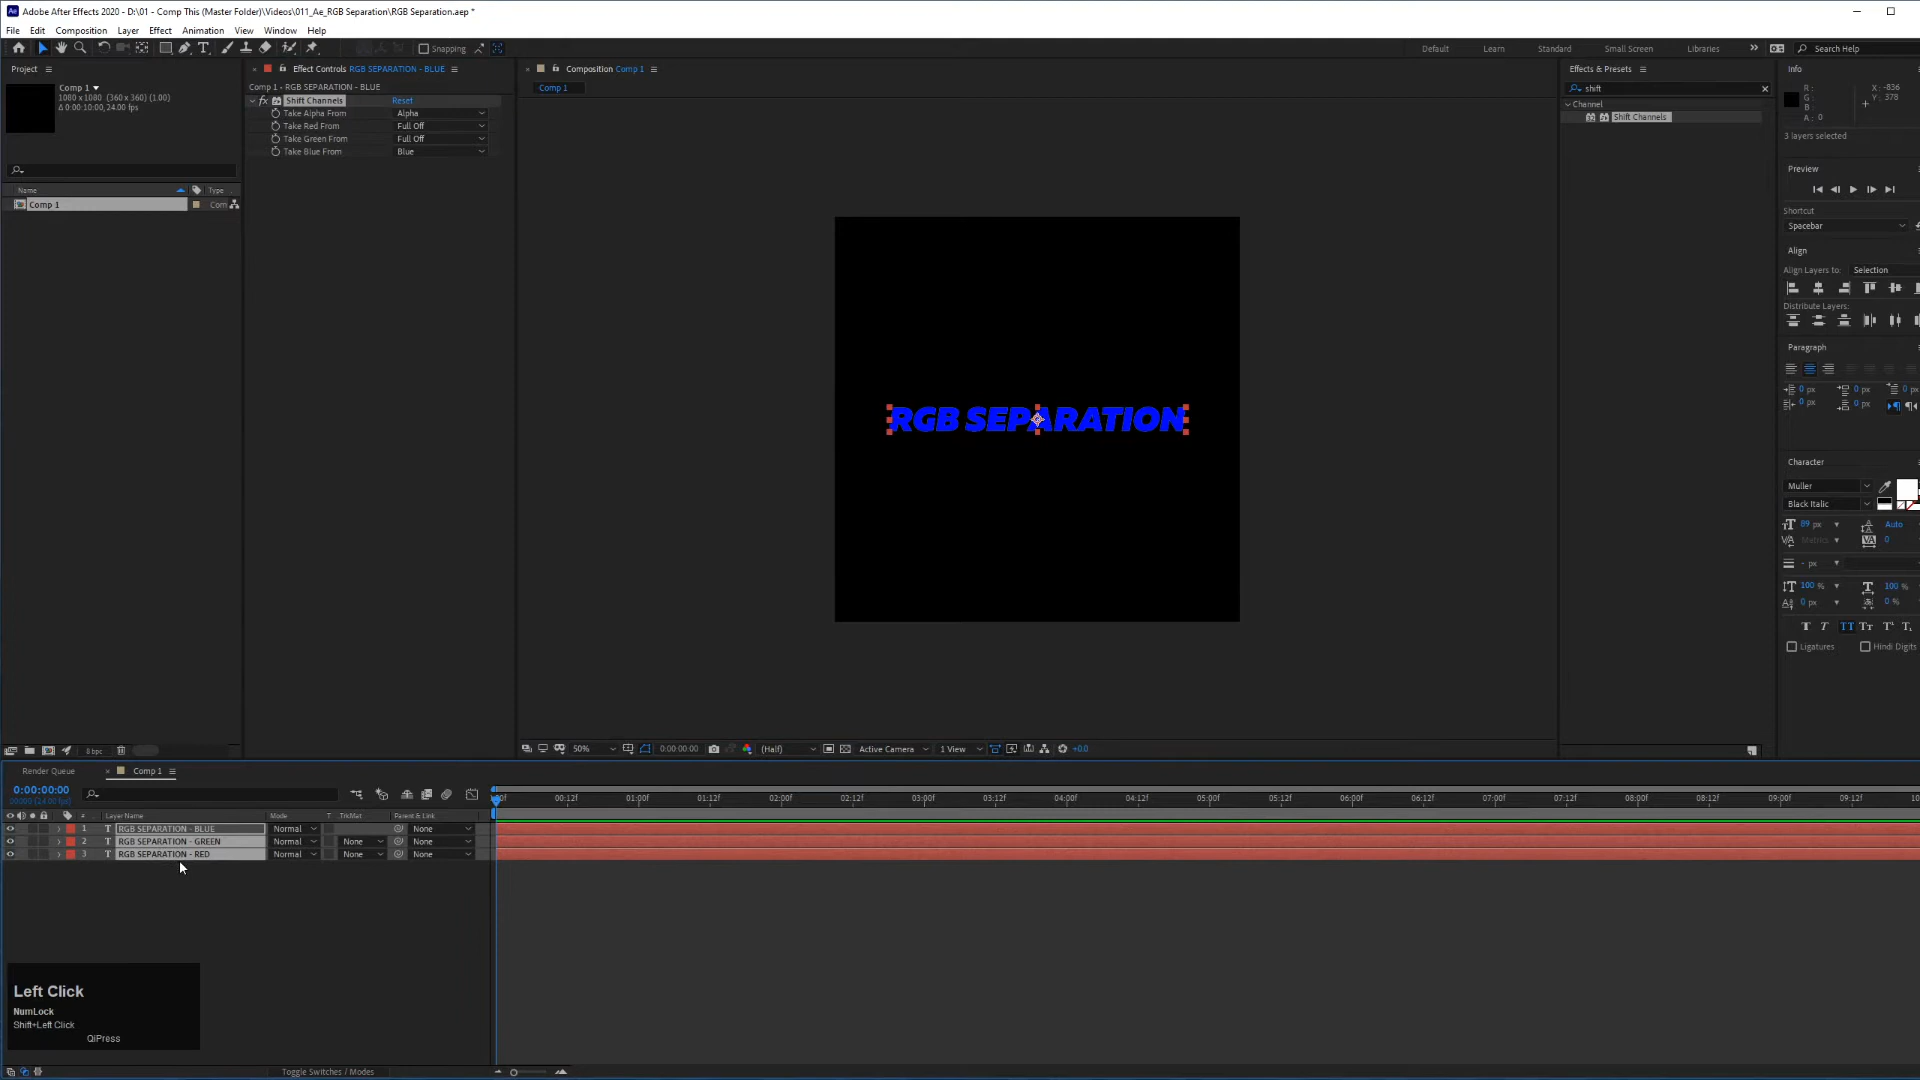 Adobe After Effects 2020 - D:\01 - Comp This (Master Folder)\Videos\011_Ae_RGB Separation\RGB Separation.aep *
File Edit Composition Layer Effect Animation View Window Help
Snapping
Default Learn Standard Small Screen Libraries Search Help
Project
Comp 1
1080 x1080 (360 x360) (1.00)
Δ 0:00:10:00, 24.00 fps
Name Type
Comp 1 Com
8 bpc
Effect Controls RGB SEPARATION - BLUE
Comp 1 - RGB SEPARATION - BLUE
fx Shift Channels Reset
Take Alpha From Alpha
Take Red From Full Off
Take Green From Full Off
Take Blue From Blue
Composition Comp 1
Comp 1
RGB SEPARATION
50% 0:00:00:00 (Half) Active Camera 1 View +0.0
Effects & Presets
shift
Channel
Shift Channels
Info
R :
G :
B :
A : 0
X : -836
Y : 378
3 layers selected
Preview
Shortcut
Spacebar
Align
Align Layers to: Selection
Distribute Layers:
Paragraph
0 px 0 px 0 px
0 px 0 px
Character
Muller
Black Italic
89 px Auto
Metrics 0
- px
100 % 100 %
0 px 0 %
Ligatures Hindi Digits
Render Queue Comp 1
0:00:00:00
00000 (24.00 fps)
00:12f 01:00f 01:12f 02:00f 02:12f 03:00f 03:12f 04:00f 04:12f 05:00f 05:12f 06:00f 06:12f 07:00f 07:12f 08:00f 08:12f 09:00f 09:12f 10
# Layer Name Mode T .TrkMat Parent & Link
1 T RGB SEPARATION - BLUE Normal None
2 T RGB SEPARATION - GREEN Normal None None
3 T RGB SEPARATION - RED Normal None None
Left Click
NumLock
Shift+Left Click
QiPress
Toggle Switches / Modes